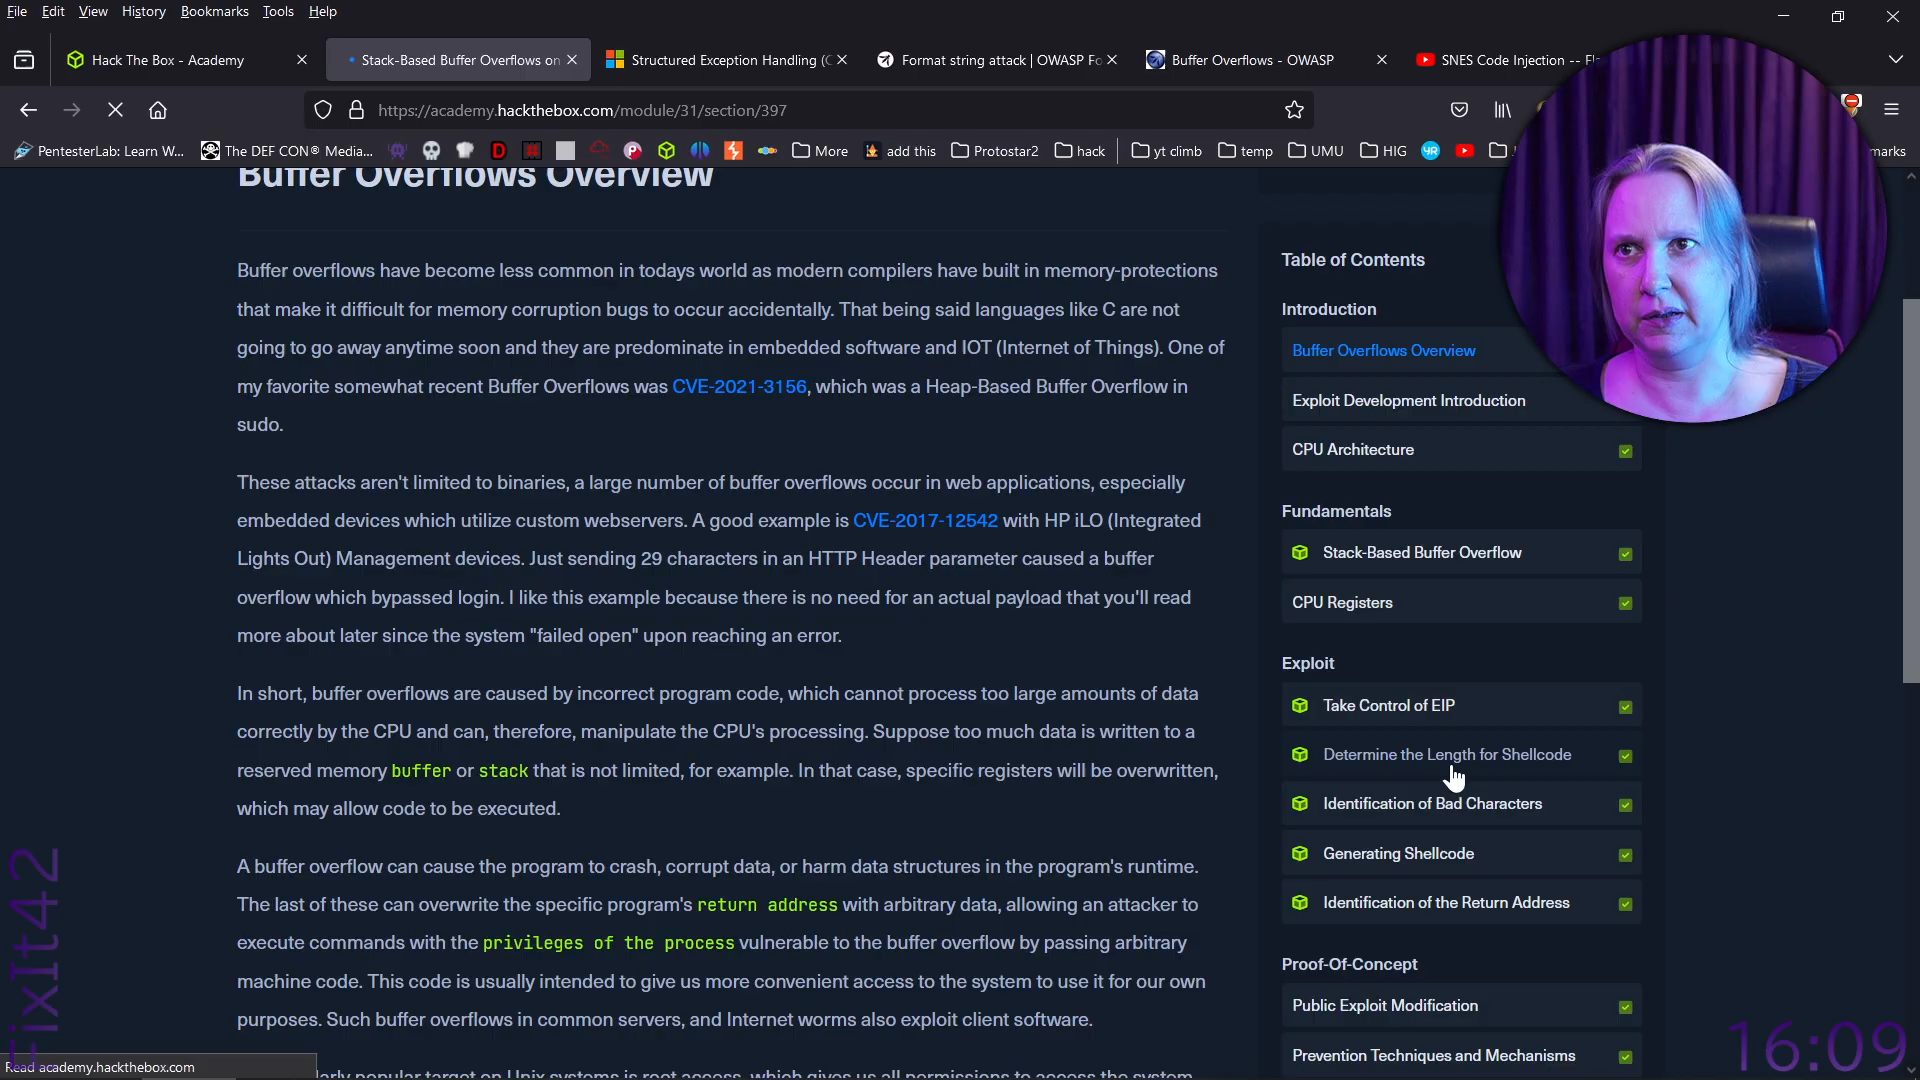 File Edit View History Bookmarks Tools Help
Hack The Box - Academy
Stack-Based Buffer Overflows on
Structured Exception Handling (C
Format string attack | OWASP Fo
Buffer Overflows - OWASP
SNES Code Injection --
https://academy.hackthebox.com/module/31/section/397
PentesterLab: Learn W...
The DEF CON® Media...
More
add this
Protostar2
hack
yt climb
temp
UMU
HIG
marks
Buffer Overflows Overview
Buffer overflows have become less common in todays world as modern compilers have built in memory-protections
that make it difficult for memory corruption bugs to occur accidentally. That being said languages like C are not
going to go away anytime soon and they are predominate in embedded software and IOT (Internet of Things). One of
my favorite somewhat recent Buffer Overflows was CVE-2021-3156, which was a Heap-Based Buffer Overflow in
sudo.
These attacks aren't limited to binaries, a large number of buffer overflows occur in web applications, especially
embedded devices which utilize custom webservers. A good example is CVE-2017-12542 with HP iLO (Integrated
Lights Out) Management devices. Just sending 29 characters in an HTTP Header parameter caused a buffer
overflow which bypassed login. I like this example because there is no need for an actual payload that you'll read
more about later since the system "failed open" upon reaching an error.
In short, buffer overflows are caused by incorrect program code, which cannot process too large amounts of data
correctly by the CPU and can, therefore, manipulate the CPU's processing. Suppose too much data is written to a
reserved memory buffer or stack that is not limited, for example. In that case, specific registers will be overwritten,
which may allow code to be executed.
A buffer overflow can cause the program to crash, corrupt data, or harm data structures in the program's runtime.
The last of these can overwrite the specific program's return address with arbitrary data, allowing an attacker to
execute commands with the privileges of the process vulnerable to the buffer overflow by passing arbitrary
machine code. This code is usually intended to give us more convenient access to the system to use it for our own
purposes. Such buffer overflows in common servers, and Internet worms also exploit client software.
popular target on Unix systems is root access, which gives us all permissions to access the system.
Table of Contents
Introduction
Buffer Overflows Overview
Exploit Development Introduction
CPU Architecture
Fundamentals
Stack-Based Buffer Overflow
CPU Registers
Exploit
Take Control of EIP
Determine the Length for Shellcode
Identification of Bad Characters
Generating Shellcode
Identification of the Return Address
Proof-Of-Concept
Public Exploit Modification
Prevention Techniques and Mechanisms
Read academy.hackthebox.com
FixIt42
16:09